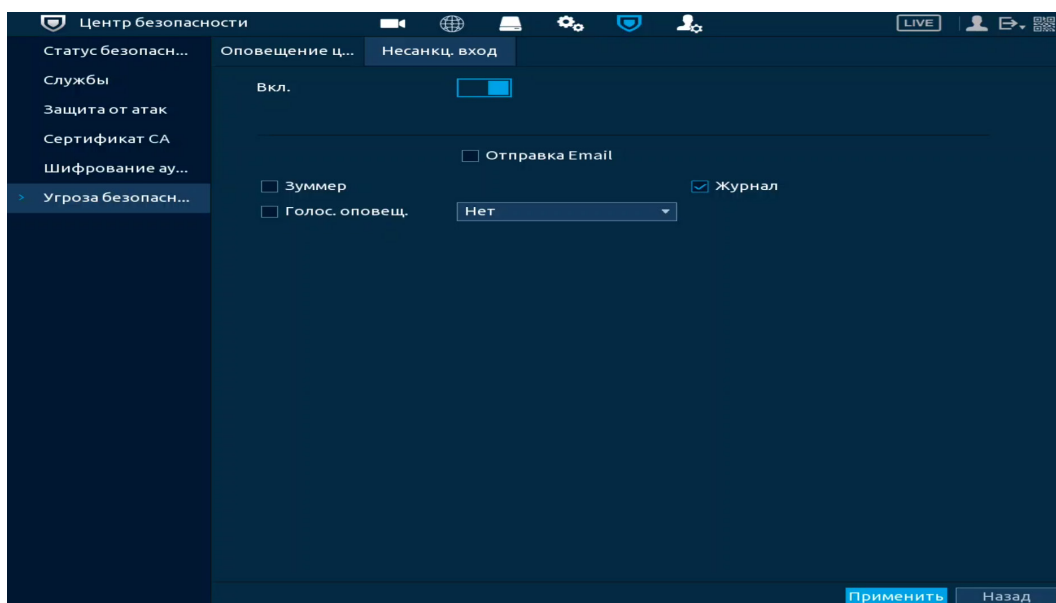 Центр безопасности
LIVE
Статус безопасн...
Оповещение ц...
Несанкц. вход
Службы
Вкл.
Защита от атак
Сертификат CA
Отправка Email
Шифрование ау...
Зуммер
Журнал
Угроза безопасн...
Голос. оповещ.
Нет
Применить
Назад